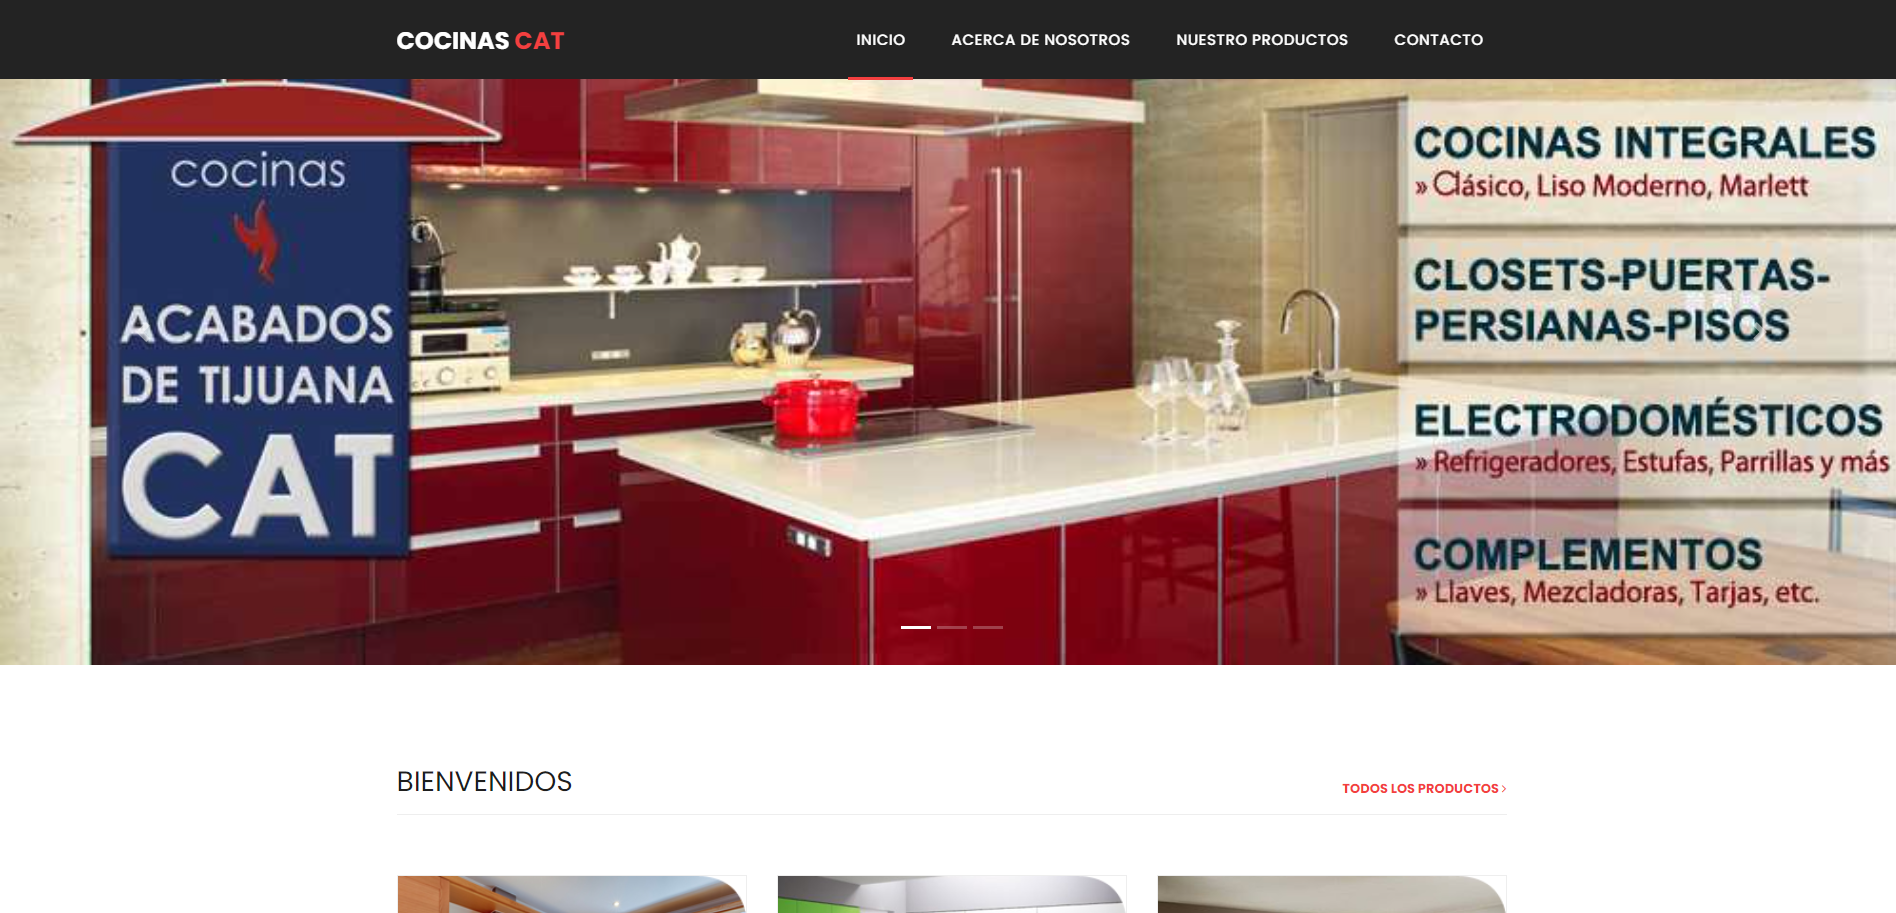 COCINAS CAT
INICIO
ACERCA DE NOSOTROS
NUESTRO PRODUCTOS
CONTACTO
cocinas
ACABADOS
DE TIJUANA
CAT
COCINAS INTEGRALES
» Clásico, Liso Moderno, Marlett
CLOSETS-PUERTAS-
PERSIANAS-PISOS
ELECTRODOMÉSTICOS
» Refrigeradores, Estufas, Parrillas y más
COMPLEMENTOS
» Llaves, Mezcladoras, Tarjas, etc.
BIENVENIDOS
TODOS LOS PRODUCTOS ›